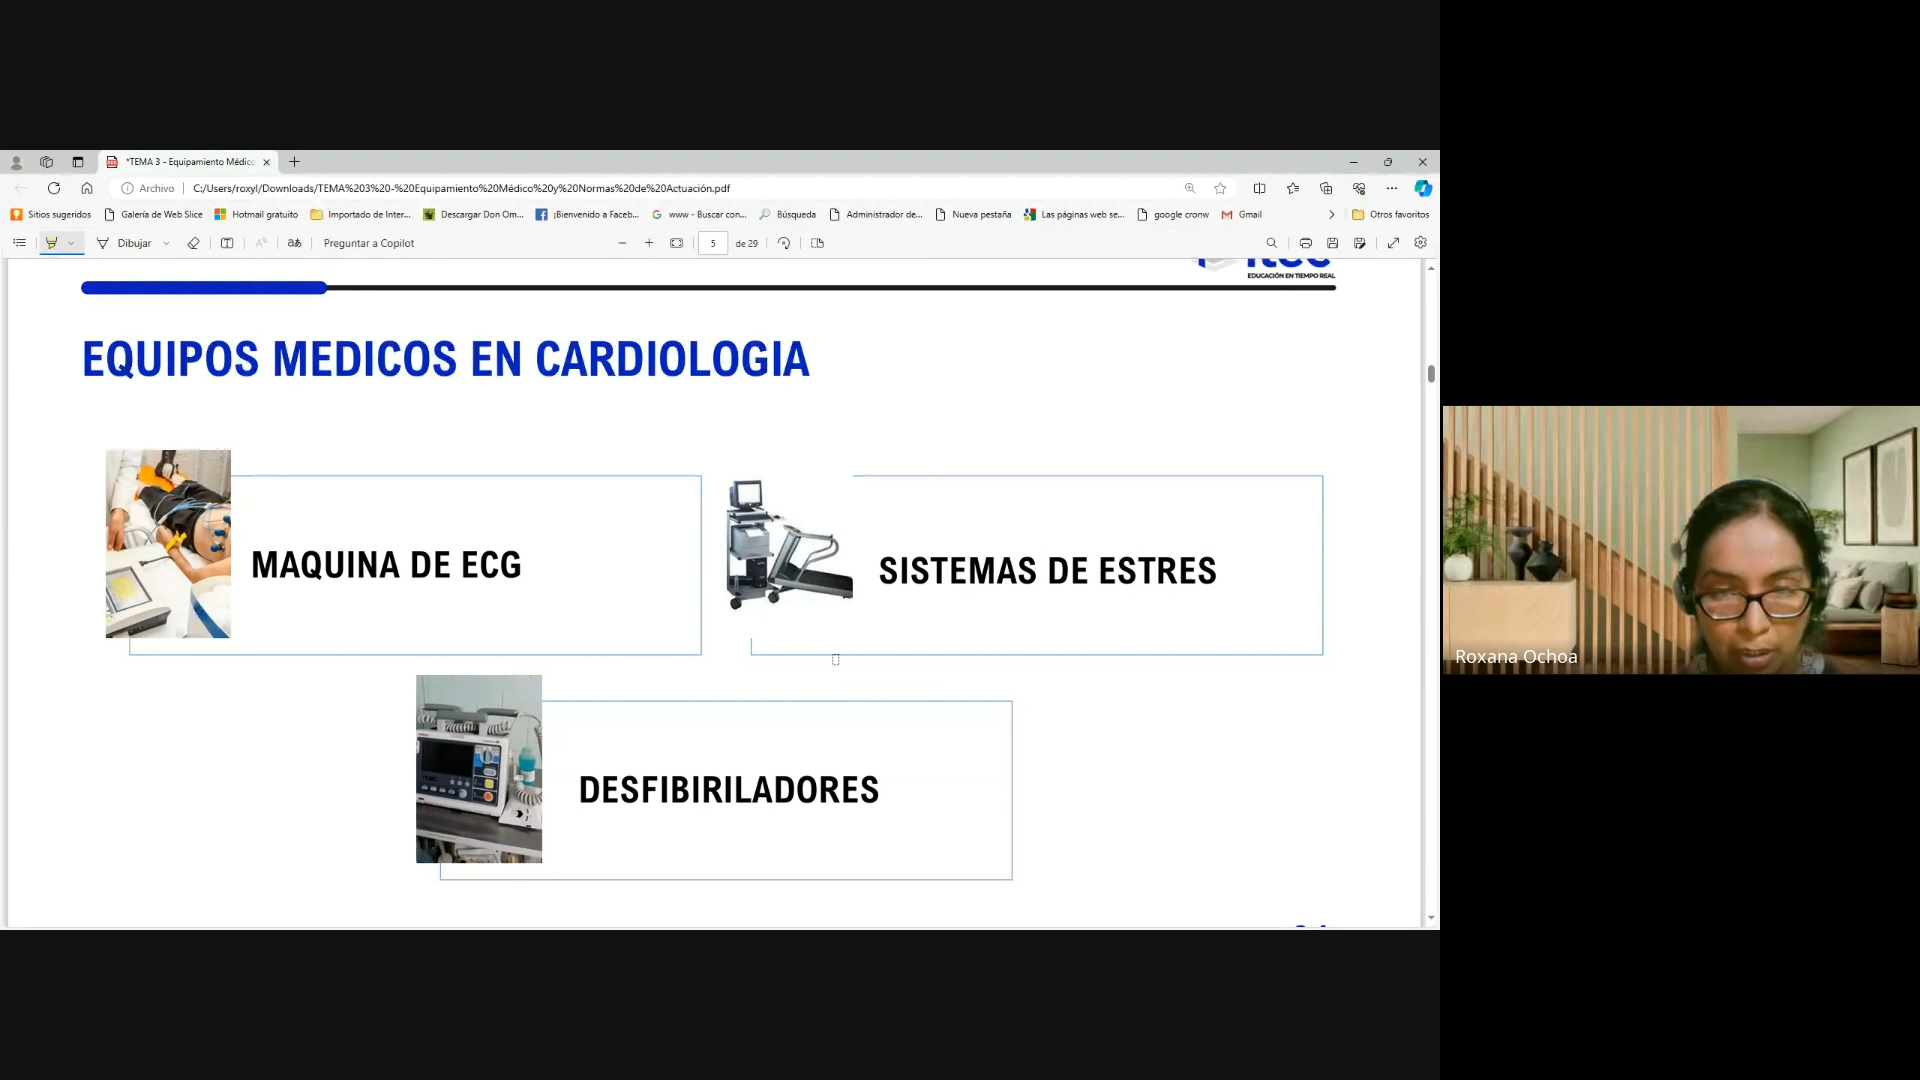 *TEMA 3 - Equipamiento Médico
Archivo
C:/Users/roxyl/Downloads/TEMA%203%20-%20Equipamiento%20Médico%20y%20Normas%20de%20Actuación.pdf
Sitios sugeridos
Galería de Web Slice
Hotmail gratuito
Importado de Inter...
Descargar Don Om...
¡Bienvenido a Faceb...
www - Buscar con...
Búsqueda
Administrador de...
Nueva pestaña
Las páginas web se...
google cronw
Gmail
Otros favoritos
Dibujar
Preguntar a Copilot
5
de 29
EDUCACIÓN EN TIEMPO REAL
EQUIPOS MEDICOS EN CARDIOLOGIA
MAQUINA DE ECG
SISTEMAS DE ESTRES
DESFIBIRILADORES
Roxana Ochoa